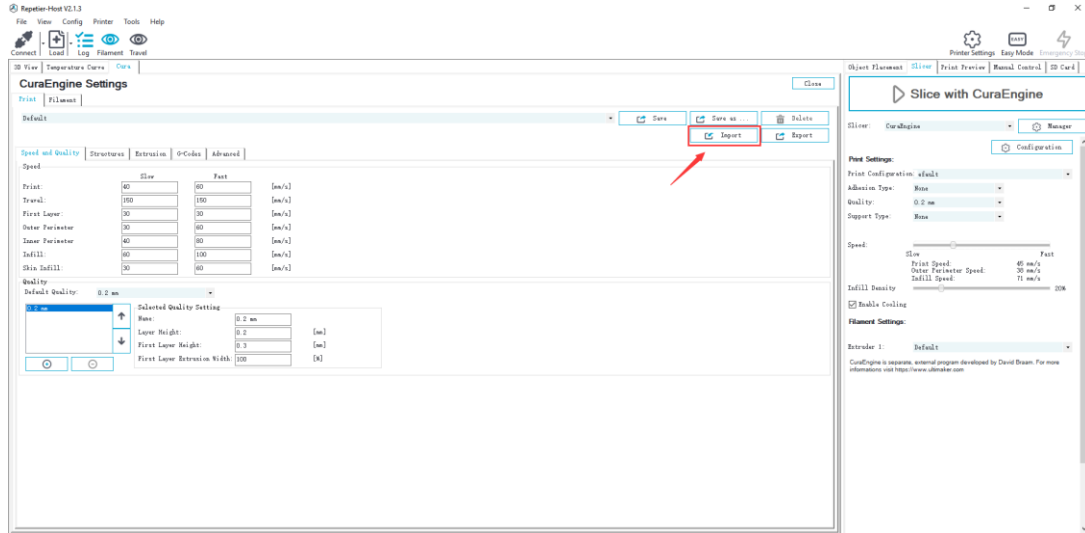 Repetier-Host V2.1.3
File View Config Printer Tools Help
Connect Load Log Filament Travel
Printer Settings Easy Mode Emergency Stop
EASY
3D View Temperature Curve Cura
CuraEngine Settings
Close
Print Filament
Default
Save Save as ... Delete
Import Export
Speed and Quality Structures Extrusion G-Codes Advanced
Speed
Slow Fast
Print: 40 60 [mm/s]
Travel: 150 150 [mm/s]
First Layer: 30 30 [mm/s]
Outer Perimeter 30 60 [mm/s]
Inner Perimeter 40 80 [mm/s]
Infill: 60 100 [mm/s]
Skin Infill: 30 60 [mm/s]
Quality
Default Quality: 0.2 mm
0.2 mm
Selected Quality Setting
Name: 0.2 mm
Layer Height: 0.2 [mm]
First Layer Height: 0.3 [mm]
First Layer Extrusion Width: 100 [%]
Object Placement Slicer Print Preview Manual Control SD Card
Slice with CuraEngine
Slicer: CuraEngine Manager
Configuration
Print Settings:
Print Configuration: efault
Adhesion Type: None
Quality: 0.2 mm
Support Type: None
Speed:
Slow Fast
Print Speed: 45 mm/s
Outer Perimeter Speed: 38 mm/s
Infill Speed: 71 mm/s
Infill Density 20%
Enable Cooling
Filament Settings:
Extruder 1: Default
CuraEngine is separate, external program developed by David Braam. For more
informations visit https://www.ultimaker.com